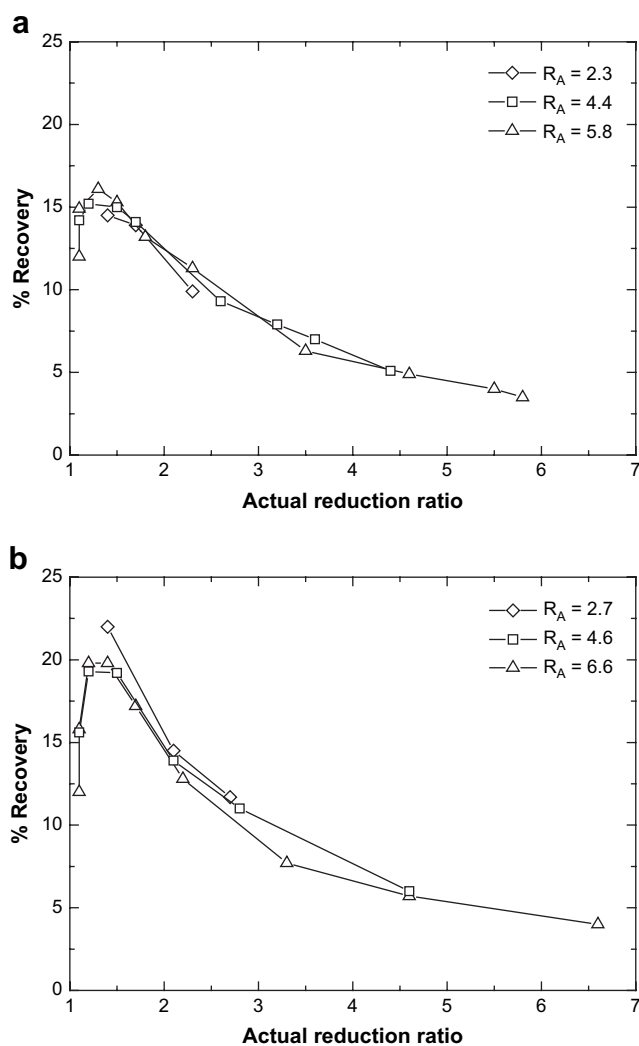 a
25
20
15
10
5
0
% Recovery
R_A = 2.3
R_A = 4.4
R_A = 5.8
1 2 3 4 5 6 7
Actual reduction ratio
b
25
20
15
10
5
0
% Recovery
R_A = 2.7
R_A = 4.6
R_A = 6.6
1 2 3 4 5 6 7
Actual reduction ratio